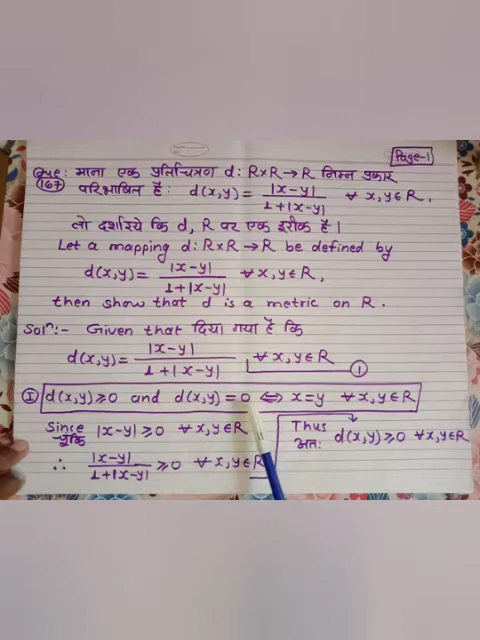 Page-1
Que: माना एक प्रतिचित्रण d: R×R→R निम्न प्रकार
(167) परिभाषित है: d(x,y) = |x-y| / 1+|x-y| ∀ x,y∈R,
तो दर्शाइये कि d, R पर एक दूरीक है।
Let a mapping d: R×R→R be defined by
d(x,y) = |x-y| / 1+|x-y| ∀ x,y∈R,
then show that d is a metric on R.
Solⁿ:- Given that दिया गया है कि
d(x,y) = |x-y| / 1+|x-y| ∀ x,y∈R ①
Ⓘ d(x,y) ≥ 0 and d(x,y) = 0 ⇔ x=y ∀ x,y∈R
Since |x-y| ≥ 0 ∀ x,y∈R
चूँकि
∴ |x-y| / 1+|x-y| ≥ 0 ∀ x,y∈R
Thus d(x,y) ≥ 0 ∀ x,y∈R
अतः